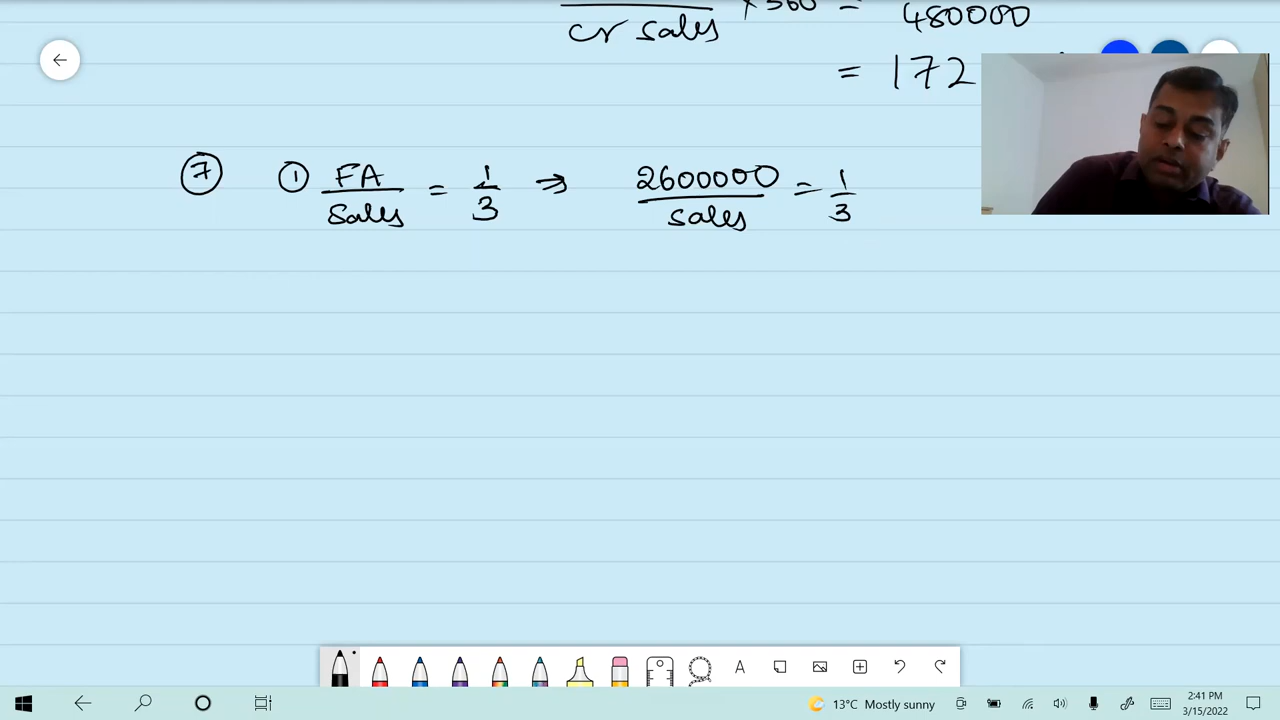 cr sales × 360 = 480000
= 172
⑦ ① FA / Sales = 1/3 ⇒ 2600000 / sales = 1/3
A
13°C Mostly sunny
2:41 PM
3/15/2022